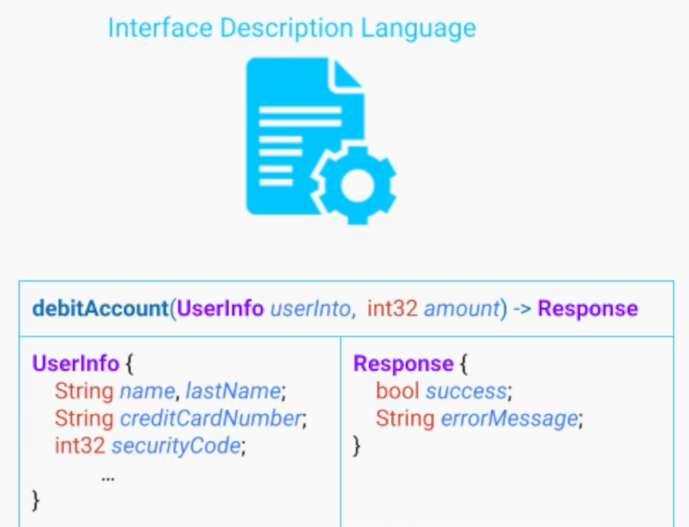 Interface Description Language
debitAccount(UserInfo userInto, int32 amount) -> Response
UserInfo {
String name, lastName;
String creditCardNumber;
int32 securityCode;
...
}
Response {
bool success;
String errorMessage;
}